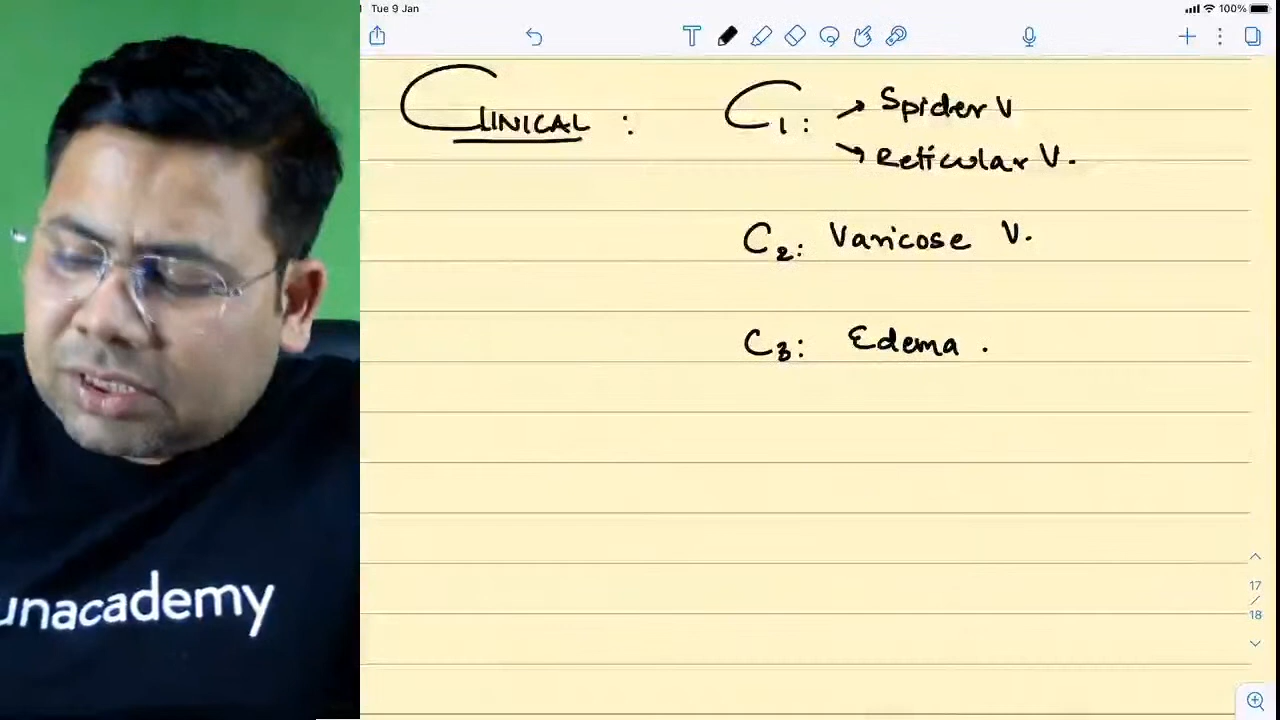 Tue 9 Jan
100%
T
CLINICAL : C1: → Spider V
→ Reticular V.
C2: Varicose V.
C3: Edema .
unacademy
17
/
18